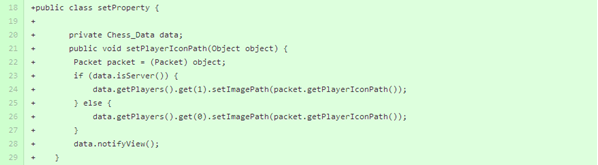 18 +public class setProperty {
19 +
20 + private Chess_Data data;
21 + public void setPlayerIconPath(Object object) {
22 + Packet packet = (Packet) object;
23 + if (data.isServer()) {
24 + data.getPlayers().get(1).setImagePath(packet.getPlayerIconPath());
25 + } else {
26 + data.getPlayers().get(0).setImagePath(packet.getPlayerIconPath());
27 + }
28 + data.notifyView();
29 + }